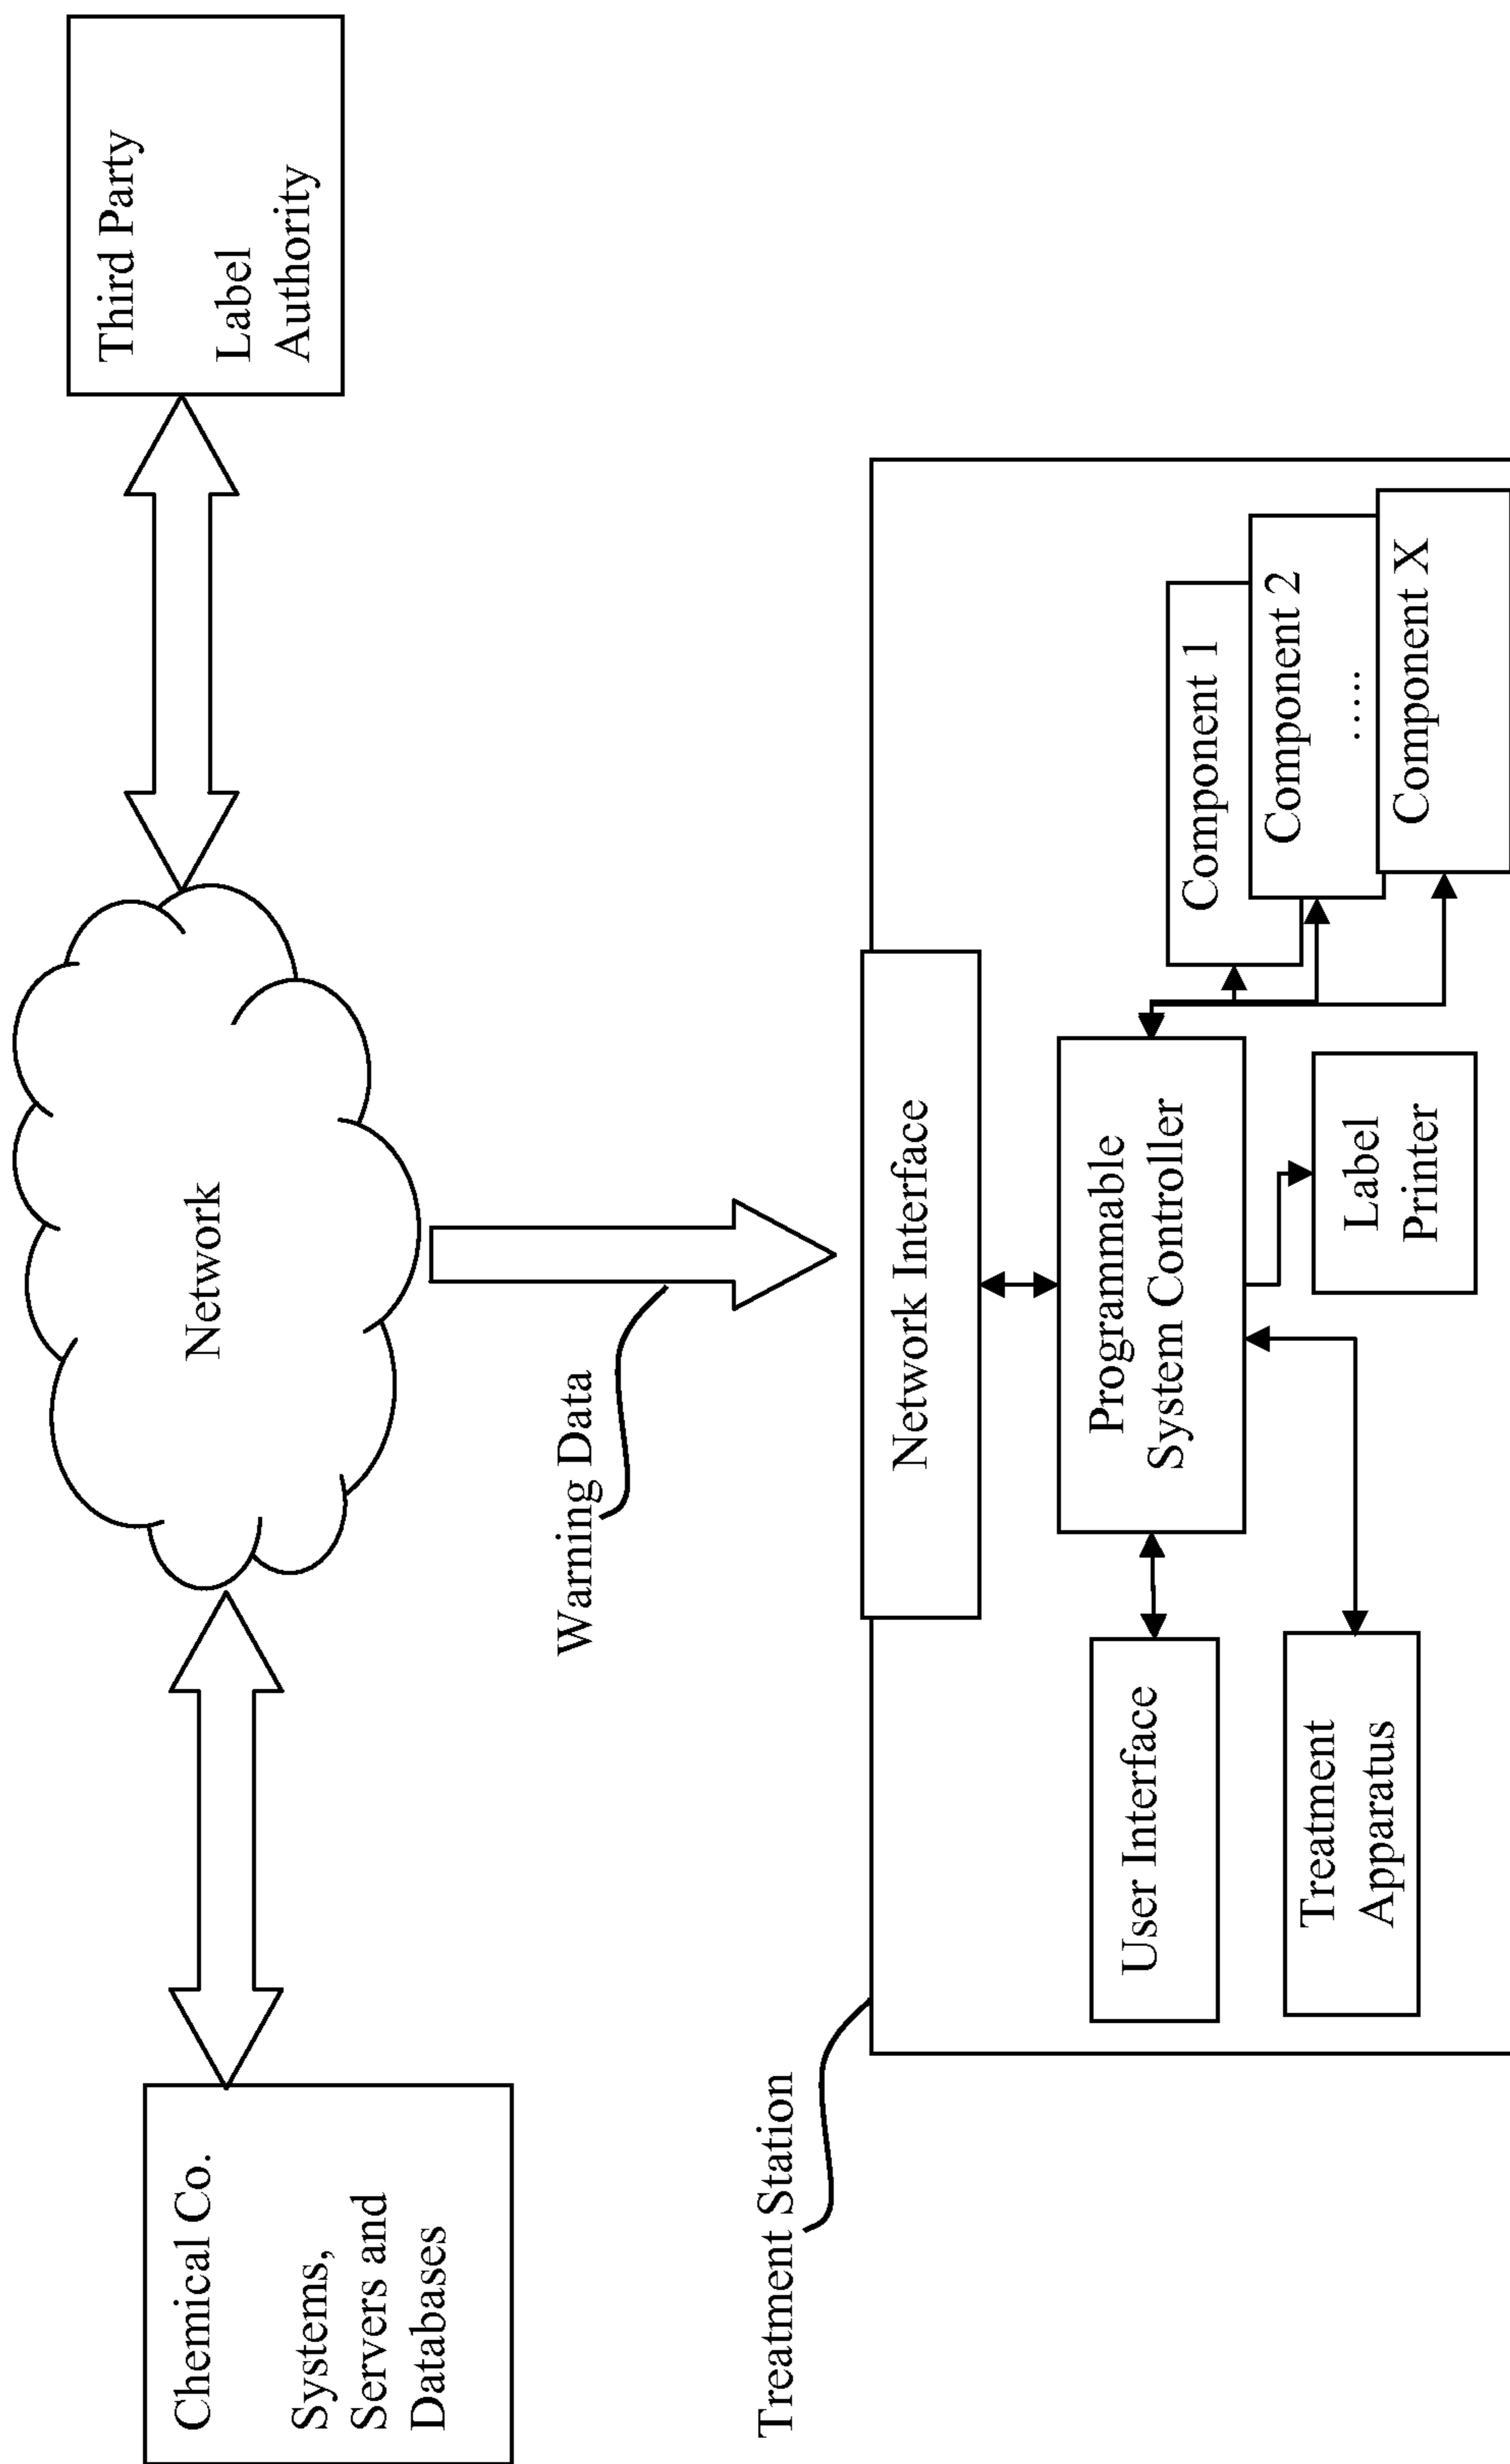 Chemical Co.
Systems,
Servers and
Databases
Network
Third Party
Label
Authority
Warning Data
Treatment Station
Network Interface
User Interface
Programmable
System Controller
Component 1
Component 2
.....
Component X
Treatment
Apparatus
Label
Printer